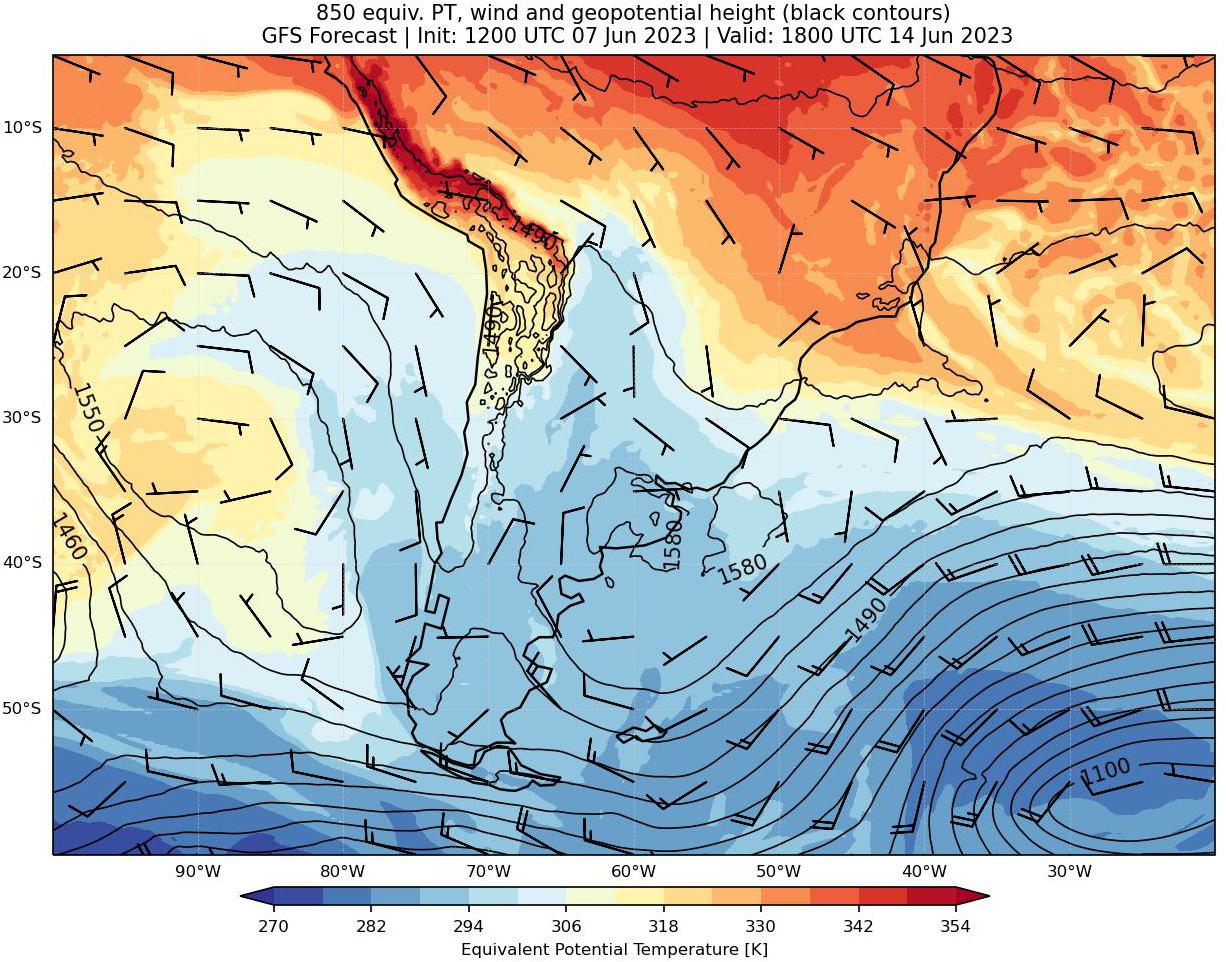 850 equiv. PT, wind and geopotential height (black contours)
GFS Forecast | Init: 1200 UTC 07 Jun 2023 | Valid: 1800 UTC 14 Jun 2023
10°S
1490
20°S
1490
30°S
1550
1460
40°S
1580
1580
1490
50°S
1100
90°W 80°W 70°W 60°W 50°W 40°W 30°W
270 282 294 306 318 330 342 354
Equivalent Potential Temperature [K]